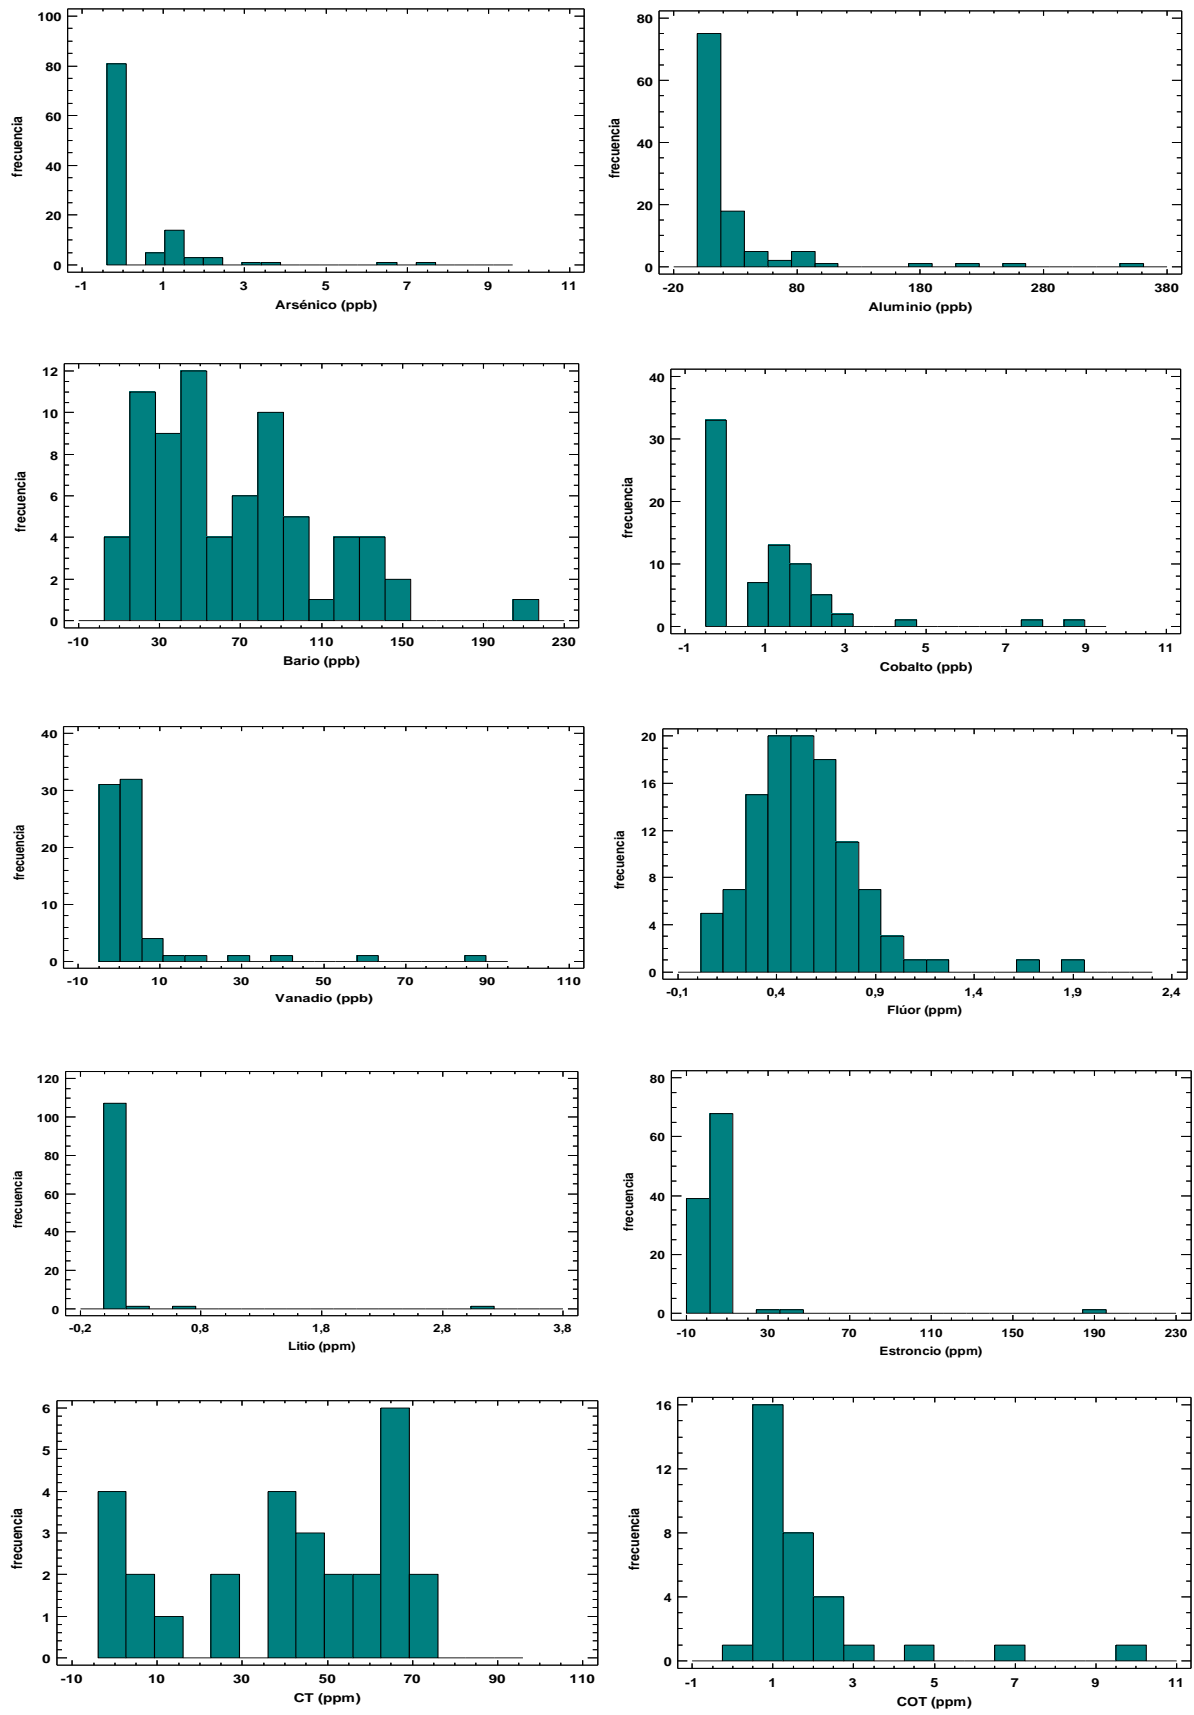 100
80
60
40
20
0
frecuencia
-1 1 3 5 7 9 11
Arsénico (ppb)
80
60
40
20
0
frecuencia
-20 80 180 280 380
Aluminio (ppb)
12
10
8
6
4
2
0
frecuencia
-10 30 70 110 150 190 230
Bario (ppb)
40
30
20
10
0
frecuencia
-1 1 3 5 7 9 11
Cobalto (ppb)
40
30
20
10
0
frecuencia
-10 10 30 50 70 90 110
Vanadio (ppb)
20
16
12
8
4
0
frecuencia
-0,1 0,4 0,9 1,4 1,9 2,4
Flúor (ppm)
120
100
80
60
40
20
0
frecuencia
-0,2 0,8 1,8 2,8 3,8
Litio (ppm)
80
60
40
20
0
frecuencia
-10 30 70 110 150 190 230
Estroncio (ppm)
6
5
4
3
2
1
0
frecuencia
-10 10 30 50 70 90 110
CT (ppm)
16
12
8
4
0
frecuencia
-1 1 3 5 7 9 11
COT (ppm)